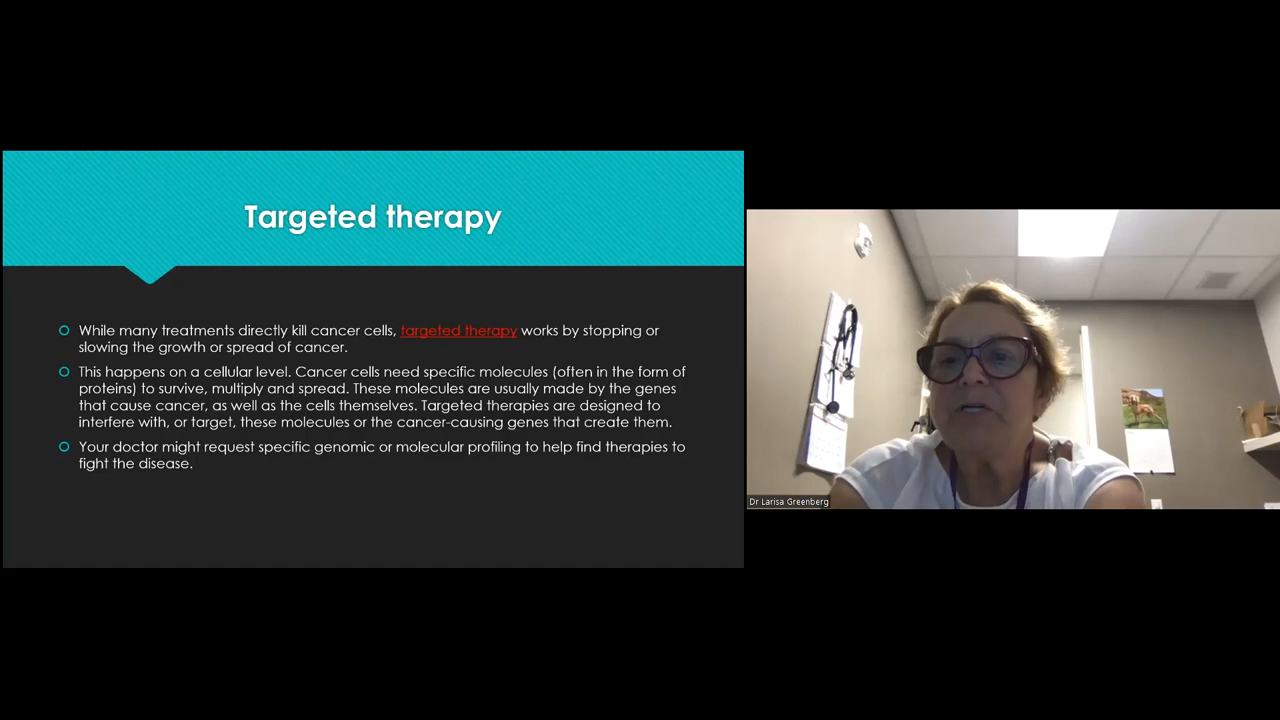 Targeted therapy
While many treatments directly kill cancer cells, targeted therapy works by stopping or
slowing the growth or spread of cancer.
This happens on a cellular level. Cancer cells need specific molecules (often in the form of
proteins) to survive, multiply and spread. These molecules are usually made by the genes
that cause cancer, as well as the cells themselves. Targeted therapies are designed to
interfere with, or target, these molecules or the cancer-causing genes that create them.
Your doctor might request specific genomic or molecular profiling to help find therapies to
fight the disease.
Dr Larisa Greenberg